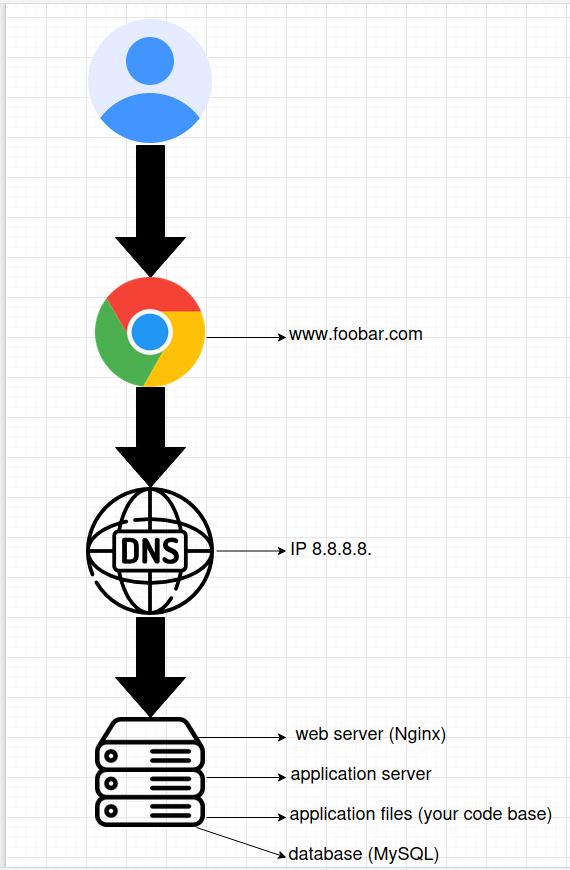 www.foobar.com
DNS
IP 8.8.8.8.
web server (Nginx)
application server
application files (your code base)
database (MySQL)